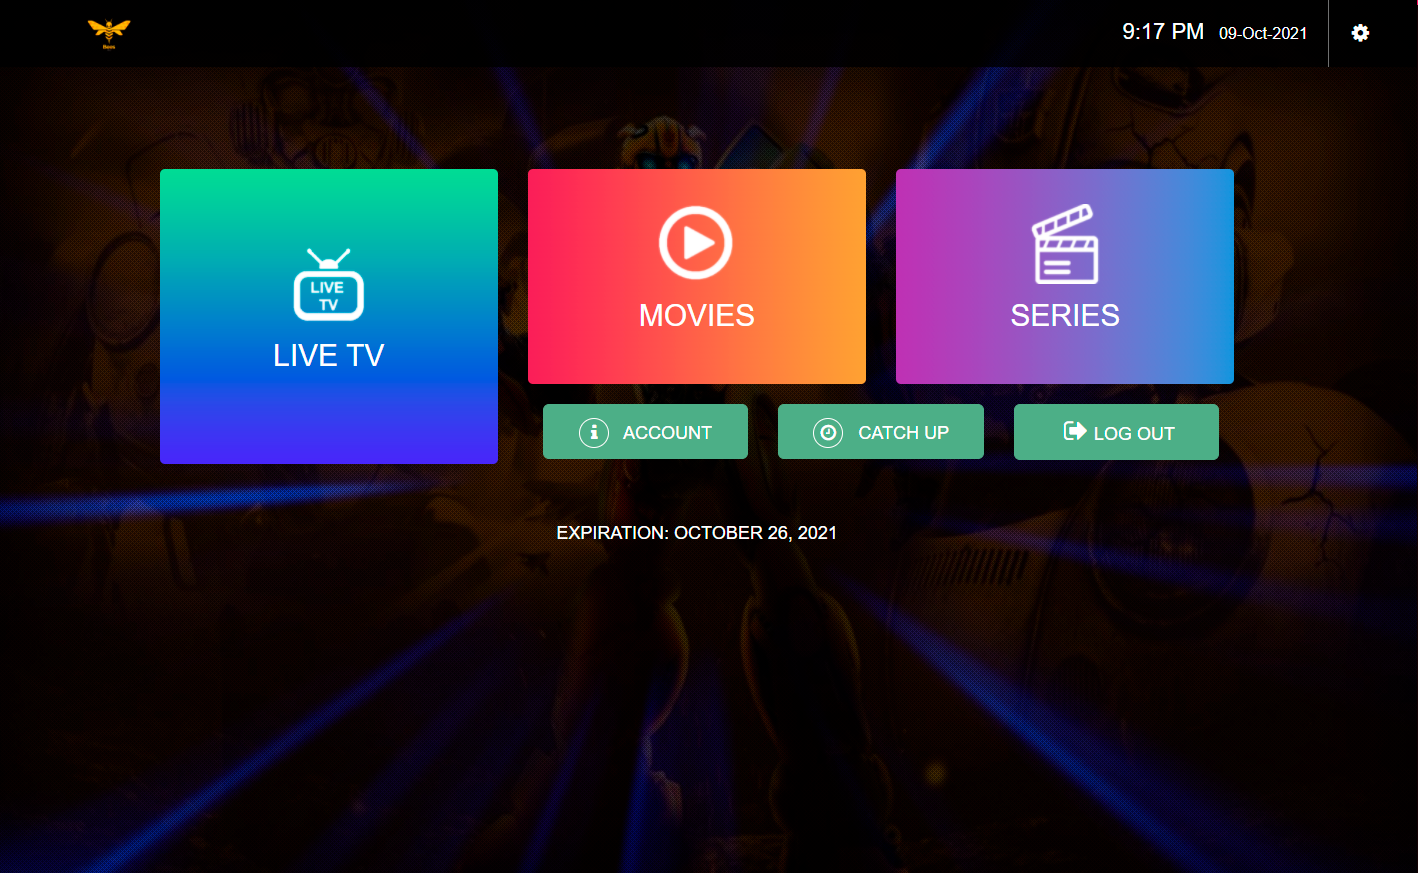 Bees
9:17 PM 09-Oct-2021
LIVE
TV
LIVE TV
MOVIES
SERIES
ACCOUNT
CATCH UP
LOG OUT
EXPIRATION: OCTOBER 26, 2021